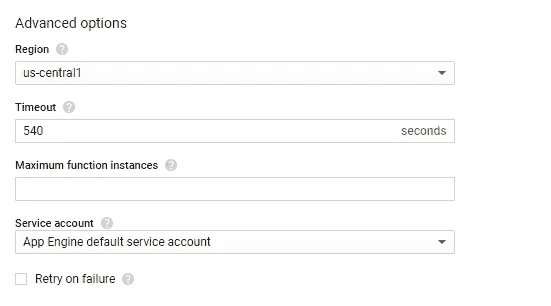 Advanced options
Region ?
us-central1
Timeout ?
540 seconds
Maximum function instances ?
Service account ?
App Engine default service account
Retry on failure ?